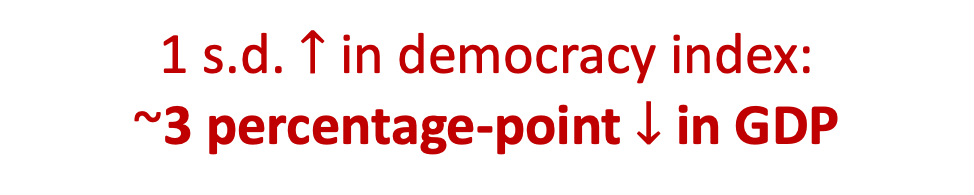 1 s.d. ↑ in democracy index:
~3 percentage-point ↓ in GDP